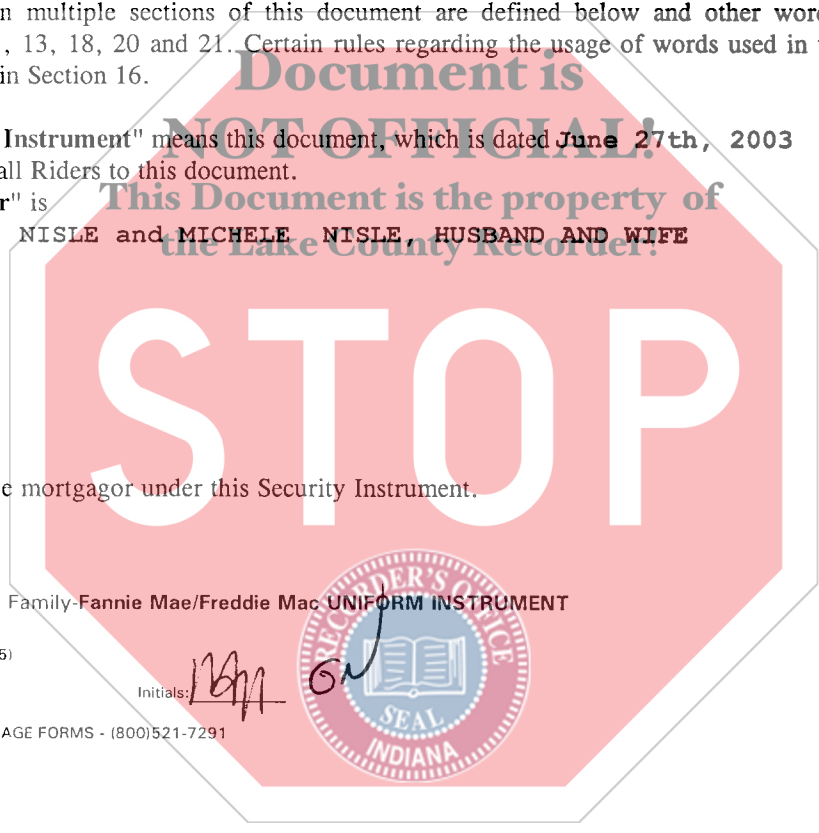 n multiple sections of this document are defined below and other word
, 13, 18, 20 and 21. Certain rules regarding the usage of words used in
in Section 16.
Document is
NOT OFFICIAL!
Instrument" means this document, which is dated June 27th, 2003
all Riders to this document.
This Document is the property of
r" is
the Lake County Recorder!
NISLE and MICHELE NISLE, HUSBAND AND WIFE
STOP
e mortgagor under this Security Instrument.
Family-Fannie Mae/Freddie Mac UNIFORM INSTRUMENT
RECORDER'S OFFICE
5)
Initials:
GN
SEAL
INDIANA
AGE FORMS - (800)521-7291